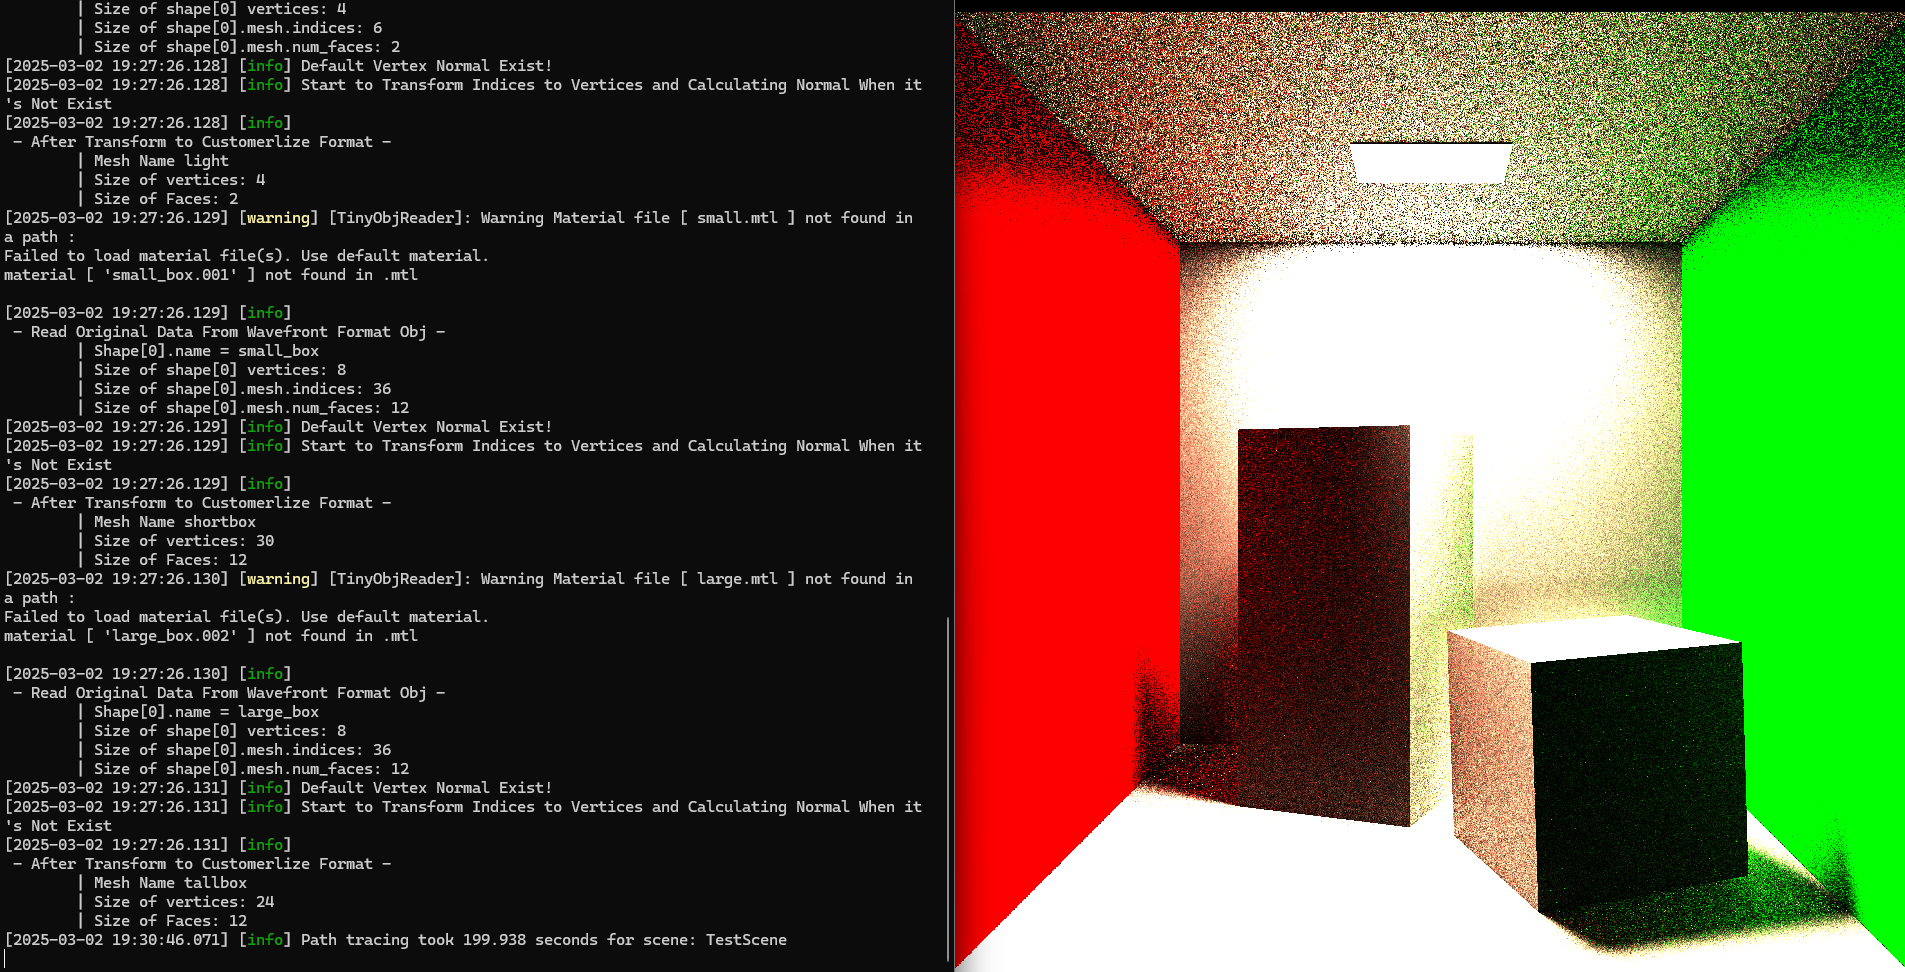 | Size of shape[0] vertices: 4
| Size of shape[0].mesh.indices: 6
| Size of shape[0].mesh.num_faces: 2
[2025-03-02 19:27:26.128] [info] Default Vertex Normal Exist!
[2025-03-02 19:27:26.128] [info] Start to Transform Indices to Vertices and Calculating Normal When it
's Not Exist
[2025-03-02 19:27:26.128] [info]
- After Transform to Customerlize Format -
| Mesh Name light
| Size of vertices: 4
| Size of Faces: 2
[2025-03-02 19:27:26.129] [warning] [TinyObjReader]: Warning Material file [ small.mtl ] not found in
a path :
Failed to load material file(s). Use default material.
material [ 'small_box.001' ] not found in .mtl
[2025-03-02 19:27:26.129] [info]
- Read Original Data From Wavefront Format Obj -
| Shape[0].name = small_box
| Size of shape[0] vertices: 8
| Size of shape[0].mesh.indices: 36
| Size of shape[0].mesh.num_faces: 12
[2025-03-02 19:27:26.129] [info] Default Vertex Normal Exist!
[2025-03-02 19:27:26.129] [info] Start to Transform Indices to Vertices and Calculating Normal When it
's Not Exist
[2025-03-02 19:27:26.129] [info]
- After Transform to Customerlize Format -
| Mesh Name shortbox
| Size of vertices: 30
| Size of Faces: 12
[2025-03-02 19:27:26.130] [warning] [TinyObjReader]: Warning Material file [ large.mtl ] not found in
a path :
Failed to load material file(s). Use default material.
material [ 'large_box.002' ] not found in .mtl
[2025-03-02 19:27:26.130] [info]
- Read Original Data From Wavefront Format Obj -
| Shape[0].name = large_box
| Size of shape[0] vertices: 8
| Size of shape[0].mesh.indices: 36
| Size of shape[0].mesh.num_faces: 12
[2025-03-02 19:27:26.131] [info] Default Vertex Normal Exist!
[2025-03-02 19:27:26.131] [info] Start to Transform Indices to Vertices and Calculating Normal When it
's Not Exist
[2025-03-02 19:27:26.131] [info]
- After Transform to Customerlize Format -
| Mesh Name tallbox
| Size of vertices: 24
| Size of Faces: 12
[2025-03-02 19:30:46.071] [info] Path tracing took 199.938 seconds for scene: TestScene